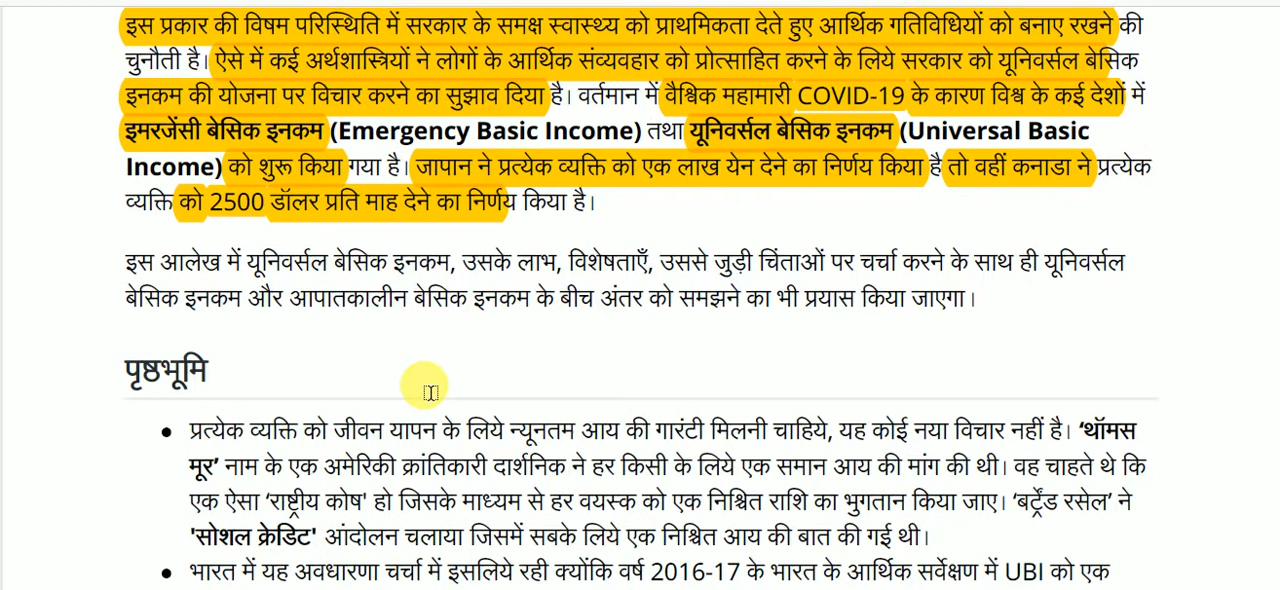 इस प्रकार की विषम परिस्थिति में सरकार के समक्ष स्वास्थ्य को प्राथमिकता देते हुए आर्थिक गतिविधियों को बनाए रखने की
चुनौती है। ऐसे में कई अर्थशास्त्रियों ने लोगों के आर्थिक संव्यवहार को प्रोत्साहित करने के लिये सरकार को यूनिवर्सल बेसिक
इनकम की योजना पर विचार करने का सुझाव दिया है। वर्तमान में वैश्विक महामारी COVID-19 के कारण विश्व के कई देशों में
इमरजेंसी बेसिक इनकम (Emergency Basic Income) तथा यूनिवर्सल बेसिक इनकम (Universal Basic
Income) को शुरू किया गया है। जापान ने प्रत्येक व्यक्ति को एक लाख येन देने का निर्णय किया है तो वहीं कनाडा ने प्रत्येक
व्यक्ति को 2500 डॉलर प्रति माह देने का निर्णय किया है।
इस आलेख में यूनिवर्सल बेसिक इनकम, उसके लाभ, विशेषताएँ, उससे जुड़ी चिंताओं पर चर्चा करने के साथ ही यूनिवर्सल
बेसिक इनकम और आपातकालीन बेसिक इनकम के बीच अंतर को समझने का भी प्रयास किया जाएगा।
पृष्ठभूमि
• प्रत्येक व्यक्ति को जीवन यापन के लिये न्यूनतम आय की गारंटी मिलनी चाहिये, यह कोई नया विचार नहीं है। ‘थॉमस
मूर’ नाम के एक अमेरिकी क्रांतिकारी दार्शनिक ने हर किसी के लिये एक समान आय की मांग की थी। वह चाहते थे कि
एक ऐसा ‘राष्ट्रीय कोष' हो जिसके माध्यम से हर वयस्क को एक निश्चित राशि का भुगतान किया जाए। ‘बर्ट्रेंड रसेल’ ने
'सोशल क्रेडिट' आंदोलन चलाया जिसमें सबके लिये एक निश्चित आय की बात की गई थी।
• भारत में यह अवधारणा चर्चा में इसलिये रही क्योंकि वर्ष 2016-17 के भारत के आर्थिक सर्वेक्षण में UBI को एक